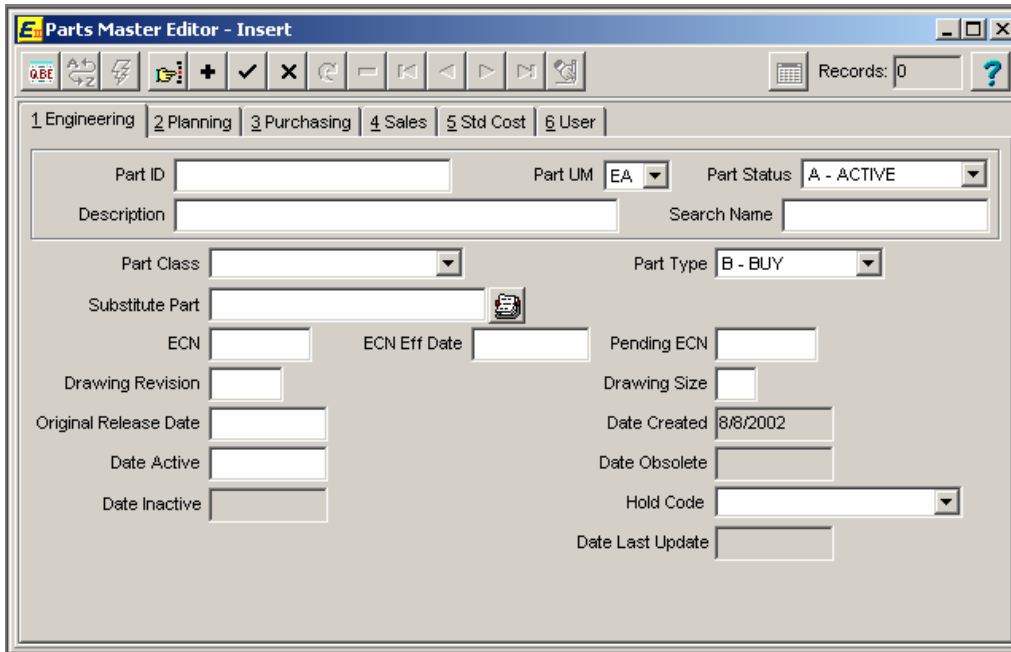 Parts Master Editor - Insert
QBE Records: 0 ?
1 Engineering 2 Planning 3 Purchasing 4 Sales 5 Std Cost 6 User
Part ID Part UM EA Part Status A - ACTIVE
Description Search Name
Part Class Part Type B - BUY
Substitute Part
ECN ECN Eff Date Pending ECN
Drawing Revision Drawing Size
Original Release Date Date Created 8/8/2002
Date Active Date Obsolete
Date Inactive Hold Code
Date Last Update